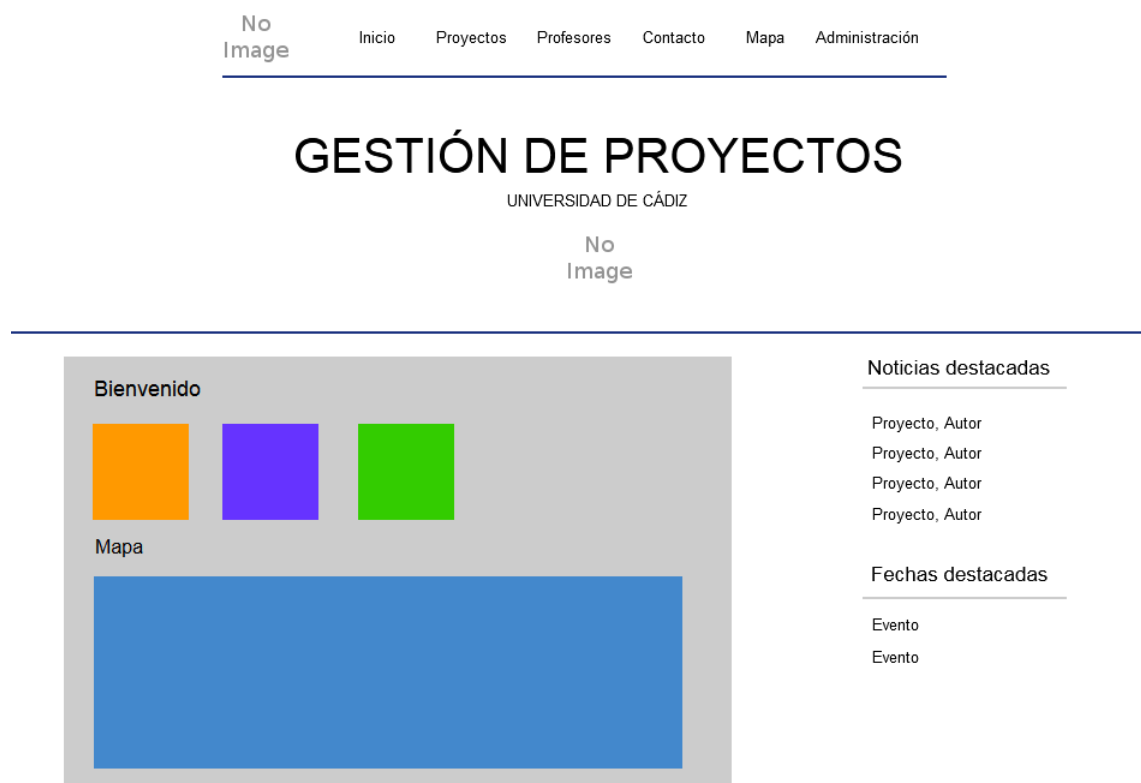 No
Image
Inicio Proyectos Profesores Contacto Mapa Administración
GESTIÓN DE PROYECTOS
UNIVERSIDAD DE CÁDIZ
No
Image
Bienvenido
Mapa
Noticias destacadas
Proyecto, Autor
Proyecto, Autor
Proyecto, Autor
Proyecto, Autor
Fechas destacadas
Evento
Evento